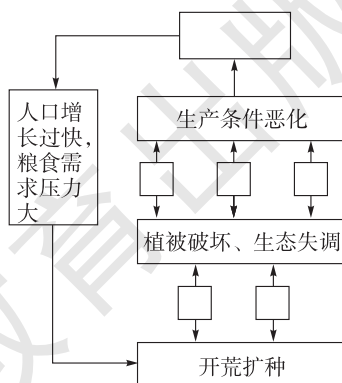 人口增
长过快，
粮食需
求压力
大
生产条件恶化
植被破坏、生态失调
开荒扩种